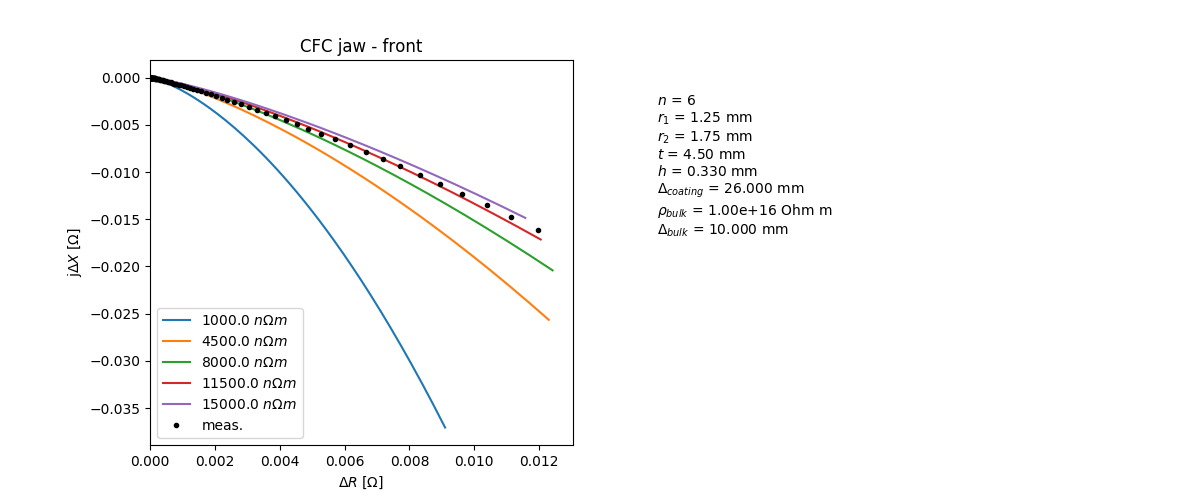 CFC jaw - front
0.000
−0.005
−0.010
−0.015
−0.020
−0.025
−0.030
−0.035
jΔX [Ω]
1000.0 nΩm
4500.0 nΩm
8000.0 nΩm
11500.0 nΩm
15000.0 nΩm
meas.
0.000 0.002 0.004 0.006 0.008 0.010 0.012
ΔR [Ω]
n = 6
r₁ = 1.25 mm
r₂ = 1.75 mm
t = 4.50 mm
h = 0.330 mm
Δcoating = 26.000 mm
ρbulk = 1.00e+16 Ohm m
Δbulk = 10.000 mm